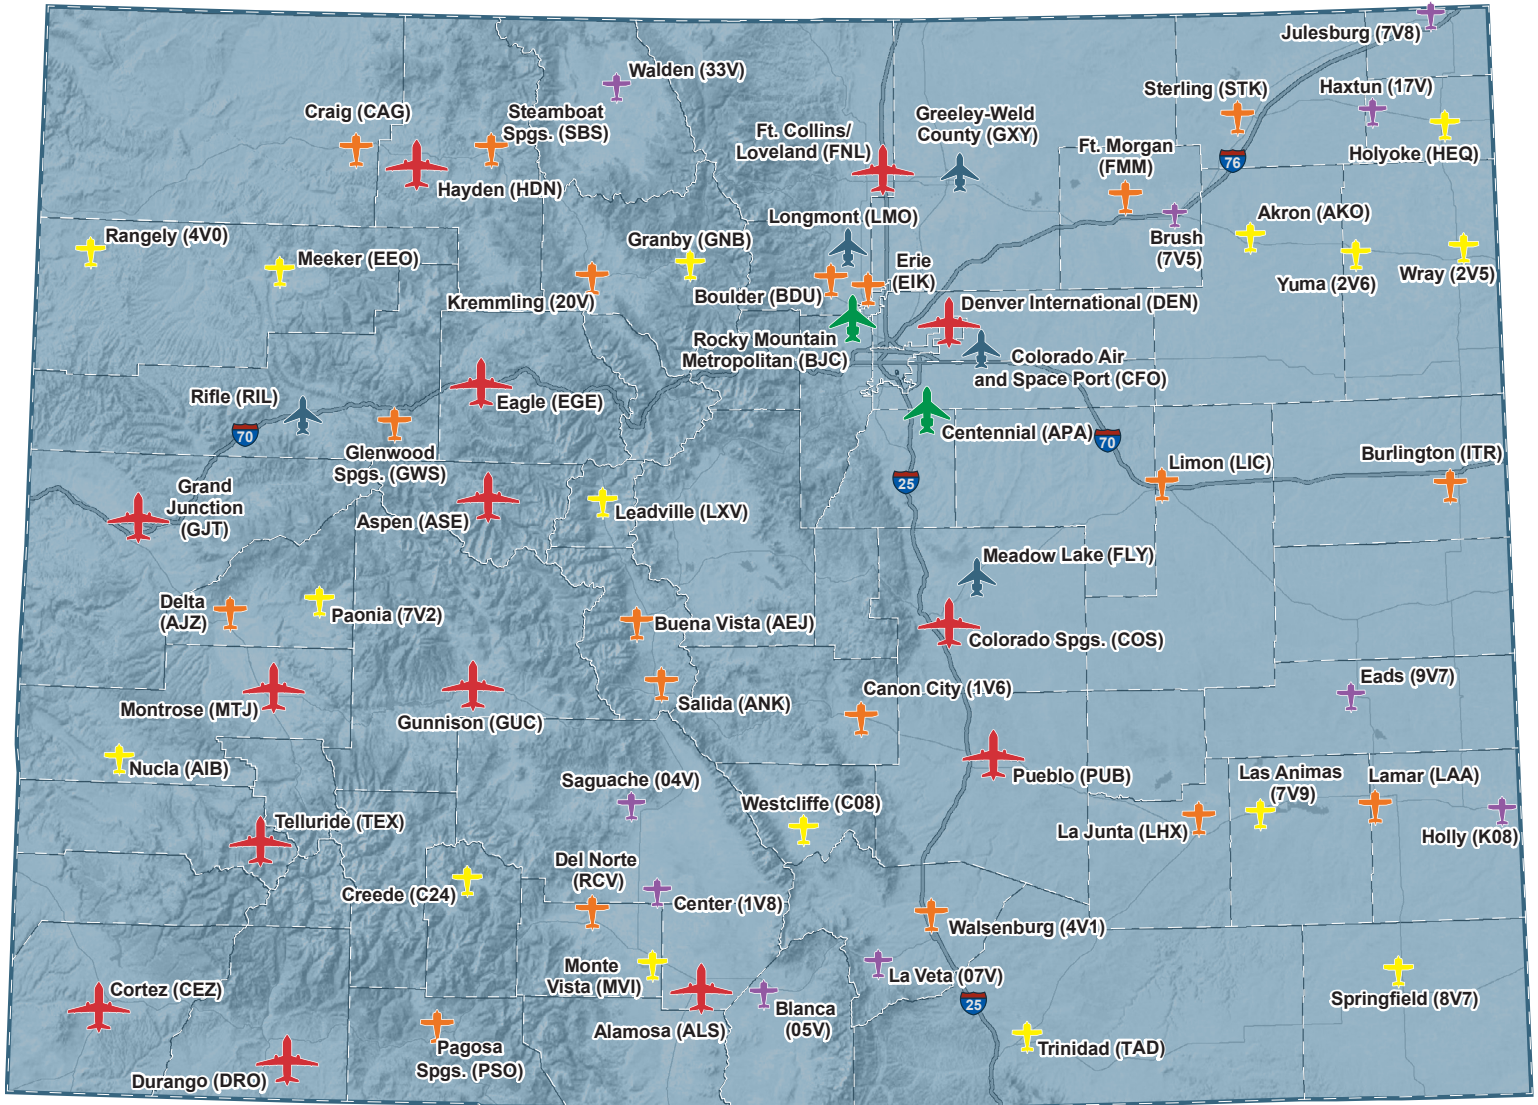 Julesburg (7V8)
Walden (33V)
Sterling (STK)
Haxtun (17V)
Craig (CAG)
Steamboat
Spgs. (SBS)
Ft. Collins/
Loveland (FNL)
Greeley-Weld
County (GXY)
Ft. Morgan
(FMM)
76
Holyoke (HEQ)
Hayden (HDN)
Longmont (LMO)
Akron (AKO)
Rangely (4V0)
Meeker (EEO)
Granby (GNB)
Erie
(EIK)
Brush
(7V5)
Yuma (2V6)
Wray (2V5)
Kremmling (20V)
Boulder (BDU)
Denver International (DEN)
Rocky Mountain
Metropolitan (BJC)
Colorado Air
and Space Port (CFO)
Rifle (RIL)
Eagle (EGE)
70
Glenwood
Spgs. (GWS)
Centennial (APA)
70
Limon (LIC)
Burlington (ITR)
25
Grand
Junction
(GJT)
Aspen (ASE)
Leadville (LXV)
Meadow Lake (FLY)
Delta
(AJZ)
Paonia (7V2)
Buena Vista (AEJ)
Colorado Spgs. (COS)
Montrose (MTJ)
Gunnison (GUC)
Salida (ANK)
Canon City (1V6)
Eads (9V7)
Nucla (AIB)
Saguache (04V)
Westcliffe (C08)
Pueblo (PUB)
Las Animas
(7V9)
Lamar (LAA)
Telluride (TEX)
La Junta (LHX)
Holly (K08)
Creede (C24)
Del Norte
(RCV)
Center (1V8)
Walsenburg (4V1)
Monte
Vista (MVI)
La Veta (07V)
Cortez (CEZ)
Alamosa (ALS)
Blanca
(05V)
25
Springfield (8V7)
Pagosa
Spgs. (PSO)
Trinidad (TAD)
Durango (DRO)